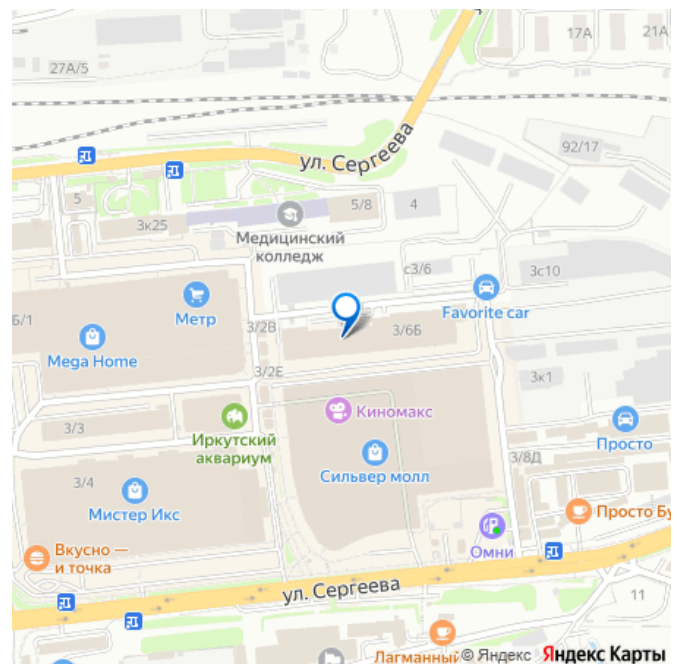 17А
21А
27А/5
92/17
ул. Сергеева
5
3к25
5/8
4
Медицинский
колледж
с3/6
3с10
Favorite car
Метр
3/2В
3/6Б
Б/1
Mega Home
3/2Е
3к1
Киномакс
3/3
Иркутский
аквариум
Просто
Сильвер молл
3/8Д
3/4
Мистер Икс
Просто Бу
Омни
Вкусно —
и точка
ул. Сергеева
11
Лагманный
© Яндекс Яндекс Карты